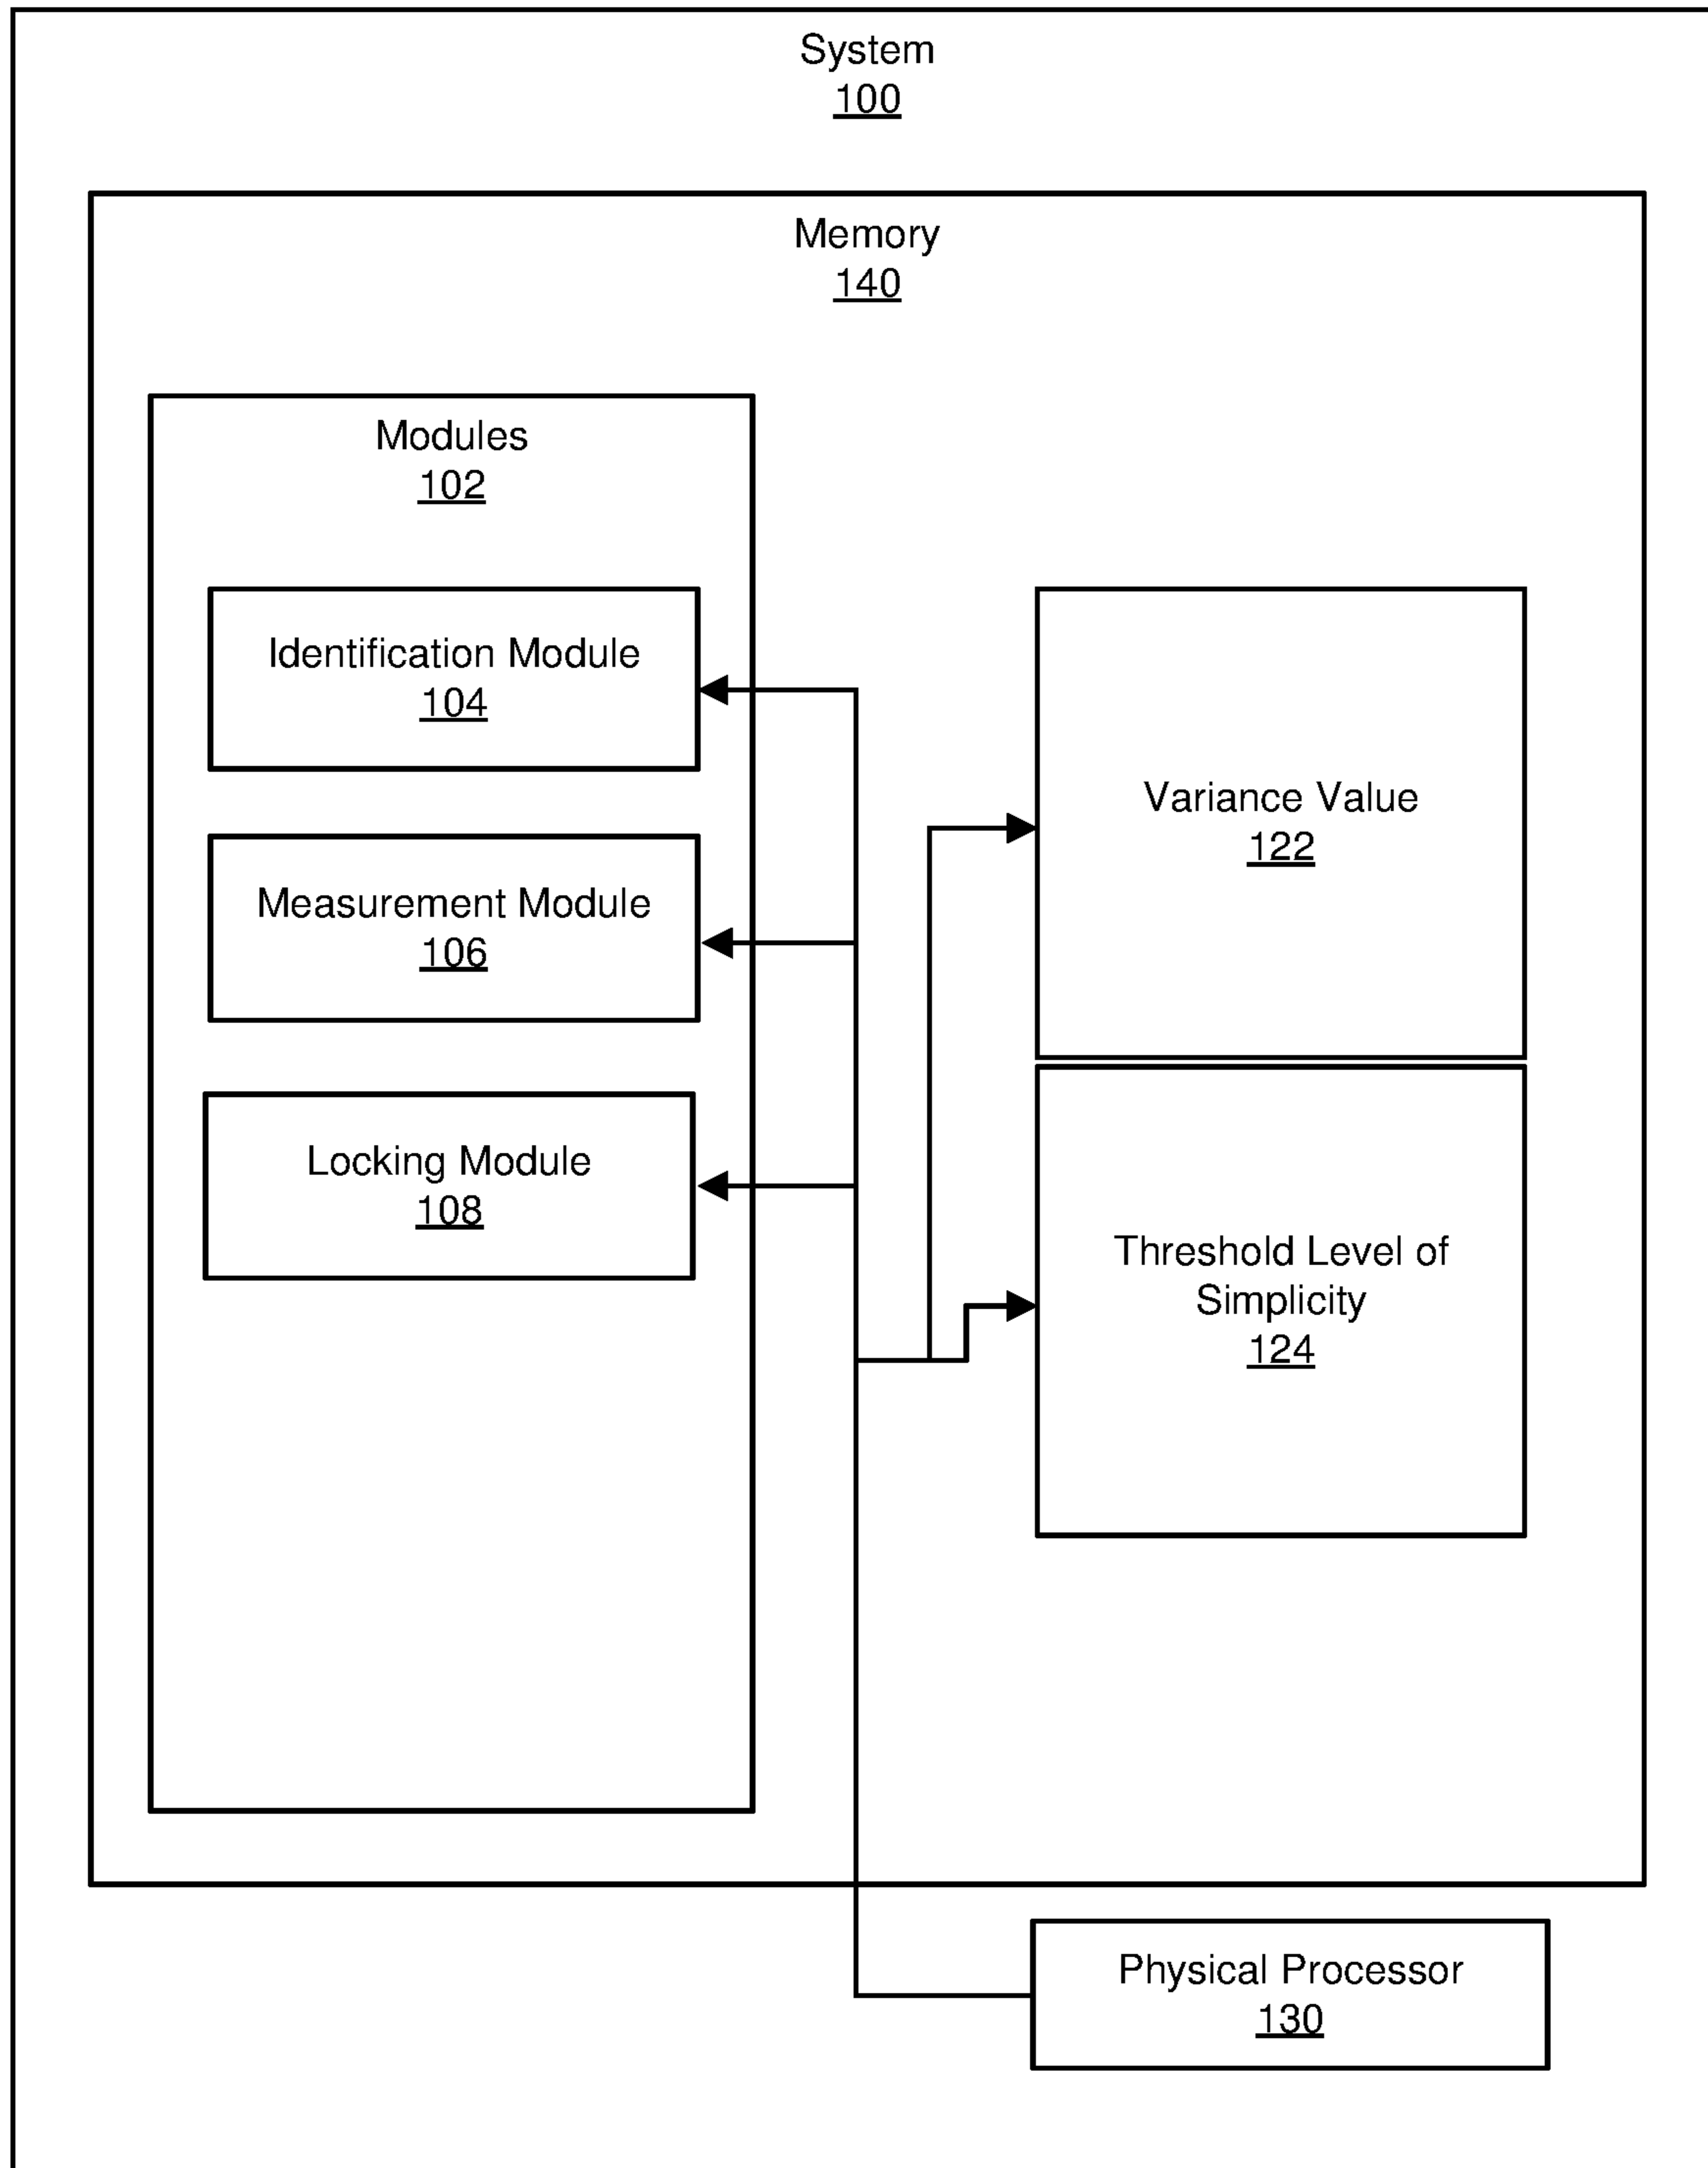 System
100
Memory
140
Modules
102
Identification Module
104
Measurement Module
106
Locking Module
108
Variance Value
122
Threshold Level of
Simplicity
124
Physical Processor
130